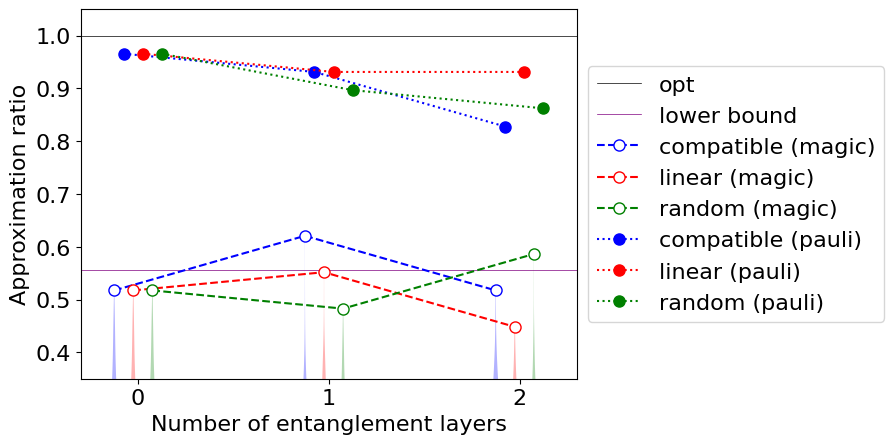 Approximation ratio
1.0
0.9
0.8
0.7
0.6
0.5
0.4
0
1
2
Number of entanglement layers
opt
lower bound
compatible (magic)
linear (magic)
random (magic)
compatible (pauli)
linear (pauli)
random (pauli)